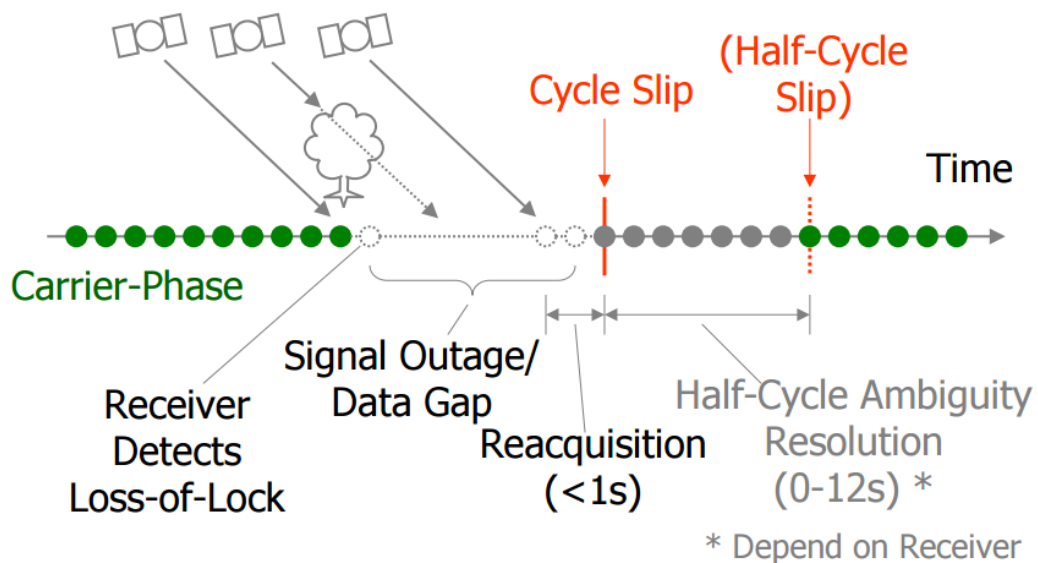 (Half-Cycle
Slip)
Cycle Slip
Time
Carrier-Phase
Signal Outage/
Data Gap
Receiver
Detects
Loss-of-Lock
Reacquisition
(<1s)
Half-Cycle Ambiguity
Resolution
(0-12s) *
* Depend on Receiver